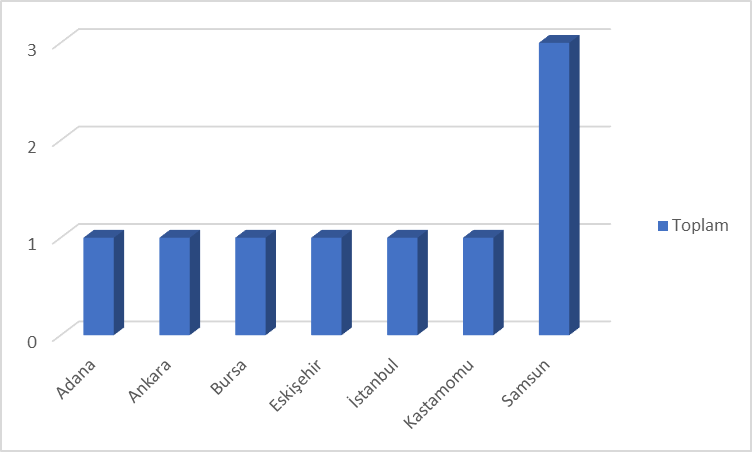 3
2
1
0
Adana
Ankara
Bursa
Eskişehir
İstanbul
Kastamomu
Samsun
Toplam